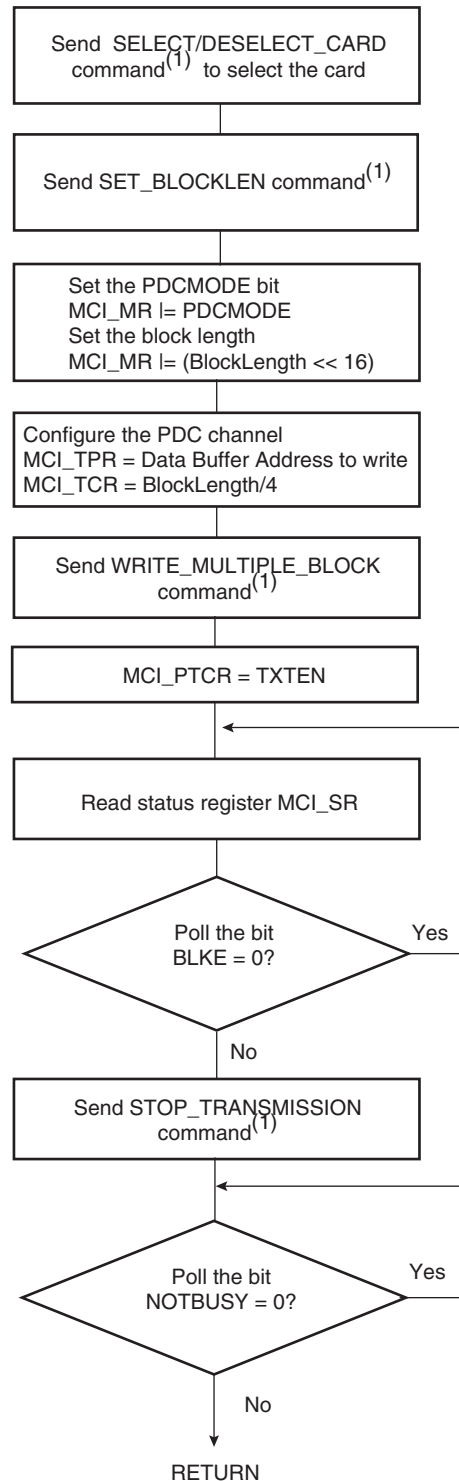 Send SELECT/DESELECT_CARD
command(1) to select the card
Send SET_BLOCKLEN command(1)
Set the PDCMODE bit
MCI_MR |= PDCMODE
Set the block length
MCI_MR |= (BlockLength << 16)
Configure the PDC channel
MCI_TPR = Data Buffer Address to write
MCI_TCR = BlockLength/4
Send WRITE_MULTIPLE_BLOCK
command(1)
MCI_PTCR = TXTEN
Read status register MCI_SR
Poll the bit
BLKE = 0?
Yes
No
Send STOP_TRANSMISSION
command(1)
Poll the bit
NOTBUSY = 0?
Yes
No
RETURN